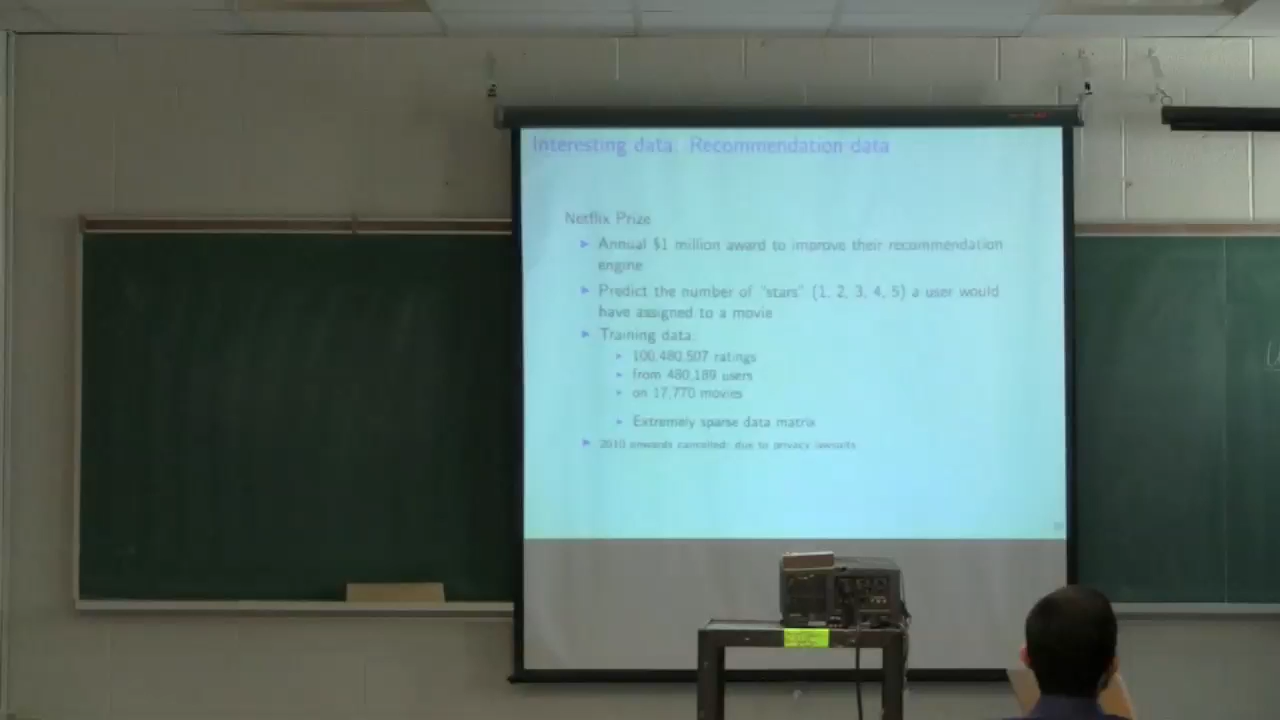 Interesting data: Recommendation data
Netflix Prize
Annual $1 million award to improve their recommendation
engine
Predict the number of "stars" (1, 2, 3, 4, 5) a user would
have assigned to a movie
Training data:
100,480,507 ratings
from 480,189 users
on 17,770 movies
Extremely sparse data matrix
2010 onwards cancelled: due to privacy lawsuits